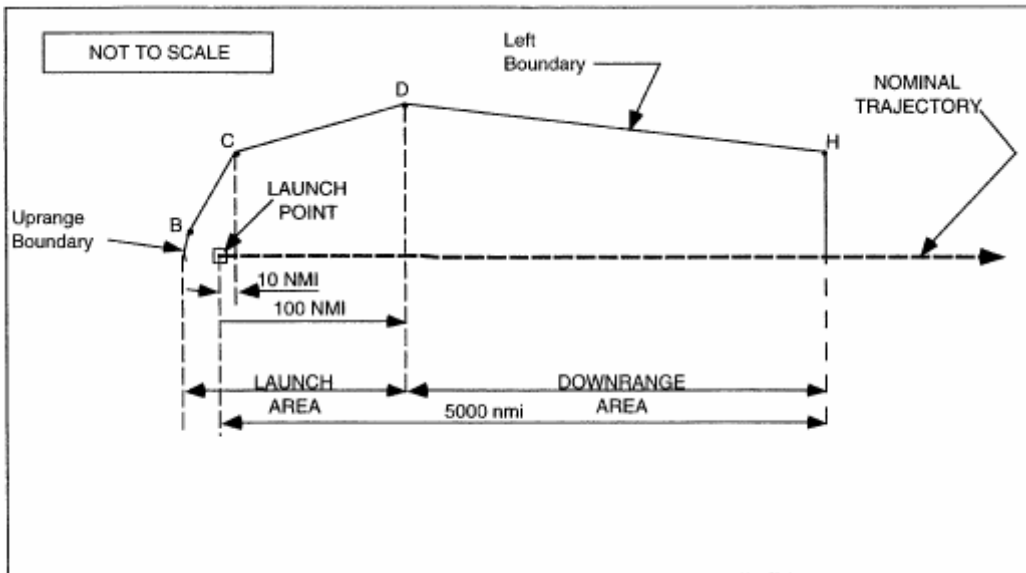 NOT TO SCALE
Left
Boundary
D
NOMINAL
TRAJECTORY
C
H
LAUNCH
POINT
B
Uprange
Boundary
10 NMI
100 NMI
LAUNCH
AREA
DOWNRANGE
AREA
5000 nmi